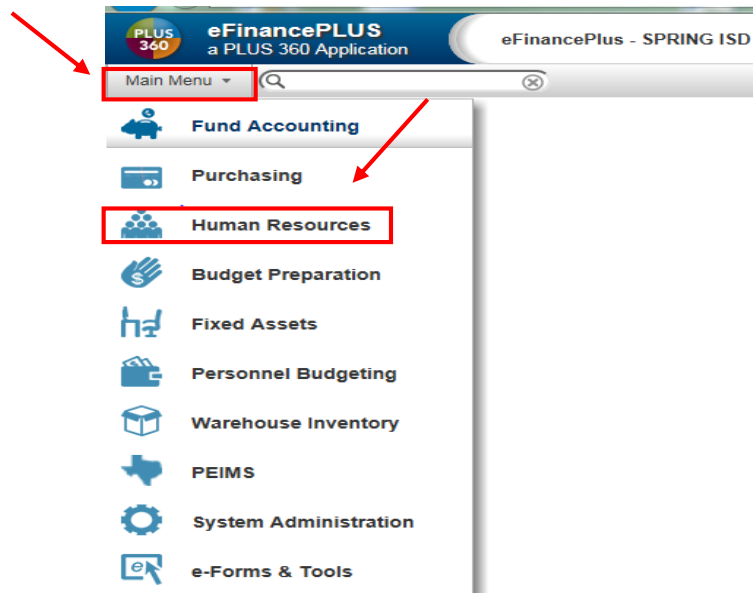 PLUS
360
eFinancePLUS
a PLUS 360 Application
eFinancePlus - SPRING ISD
Main Menu
Fund Accounting
Purchasing
Human Resources
Budget Preparation
Fixed Assets
Personnel Budgeting
Warehouse Inventory
PEIMS
System Administration
e-Forms & Tools